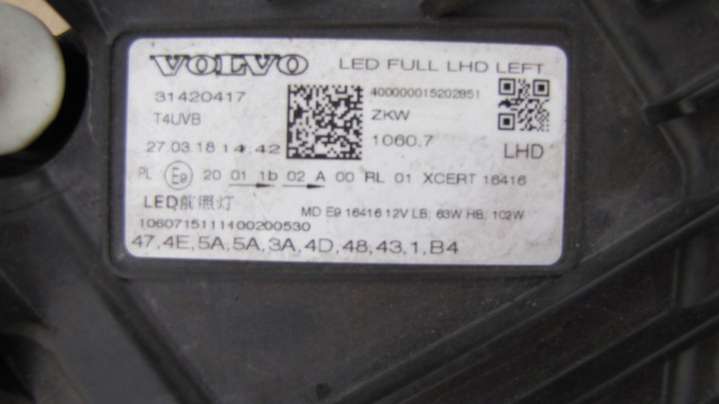 VOLVO LED FULL LHD LEFT
31420417 400000015202851
T4UVB ZKW
27.03.18 14:42 1060.7 LHD
PL E9 20 01 1b 02 A 00 RL 01 XCERT 16416
LED前照灯 MD E9 16416 12V LB; 63W HB; 102W
1060715111400200530
47,4E,5A,5A,3A,4D,48,43,1,B4